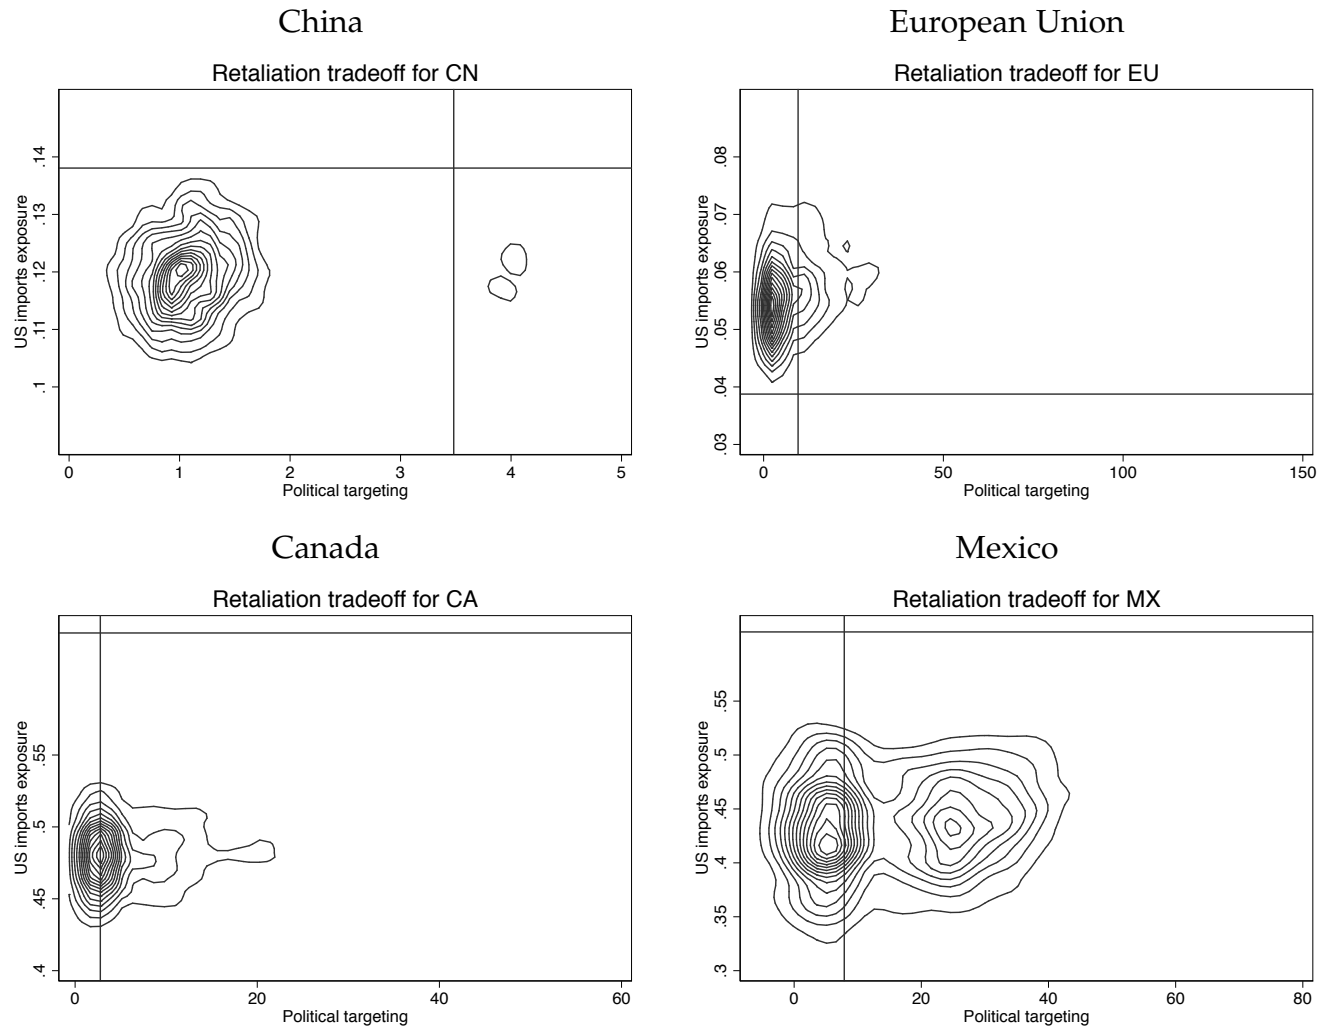 China
Retaliation tradeoff for CN
US imports exposure
.14
.13
.12
.11
.1
0 1 2 3 4 5
Political targeting
European Union
Retaliation tradeoff for EU
US imports exposure
.08
.07
.06
.05
.04
.03
0 50 100 150
Political targeting
Canada
Retaliation tradeoff for CA
US imports exposure
.55
.5
.45
.4
0 20 40 60
Political targeting
Mexico
Retaliation tradeoff for MX
US imports exposure
.55
.5
.45
.4
.35
.3
0 20 40 60 80
Political targeting